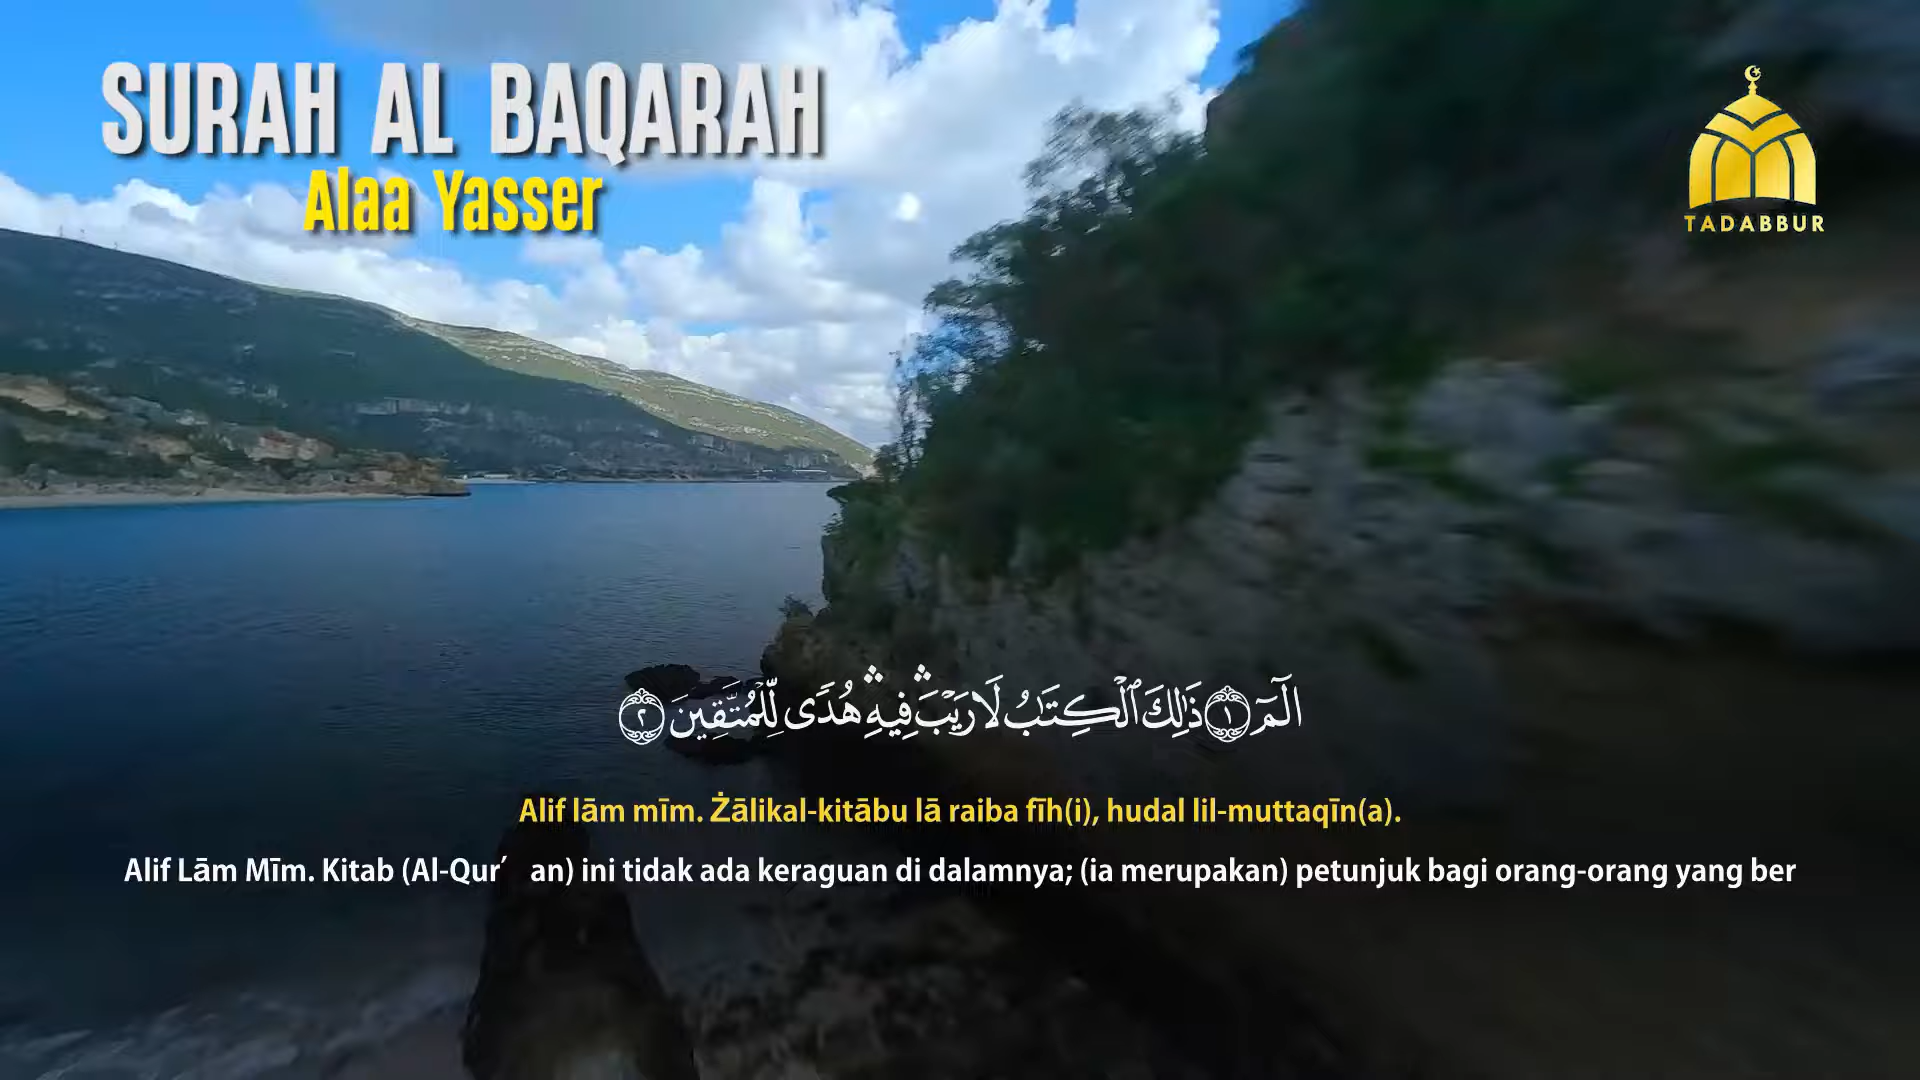 SURAH AL BAQARAH
Alaa Yasser
TADABBUR
الٓمٓ ١ ذَٰلِكَ ٱلْكِتَٰبُ لَا رَيْبَ ۛ فِيهِ ۛ هُدًى لِّلْمُتَّقِينَ ٢
Alif lām mīm. Żālikal-kitābu lā raiba fīh(i), hudal lil-muttaqīn(a).
Alif Lām Mīm. Kitab (Al-Qur′ an) ini tidak ada keraguan di dalamnya; (ia merupakan) petunjuk bagi orang-orang yang ber